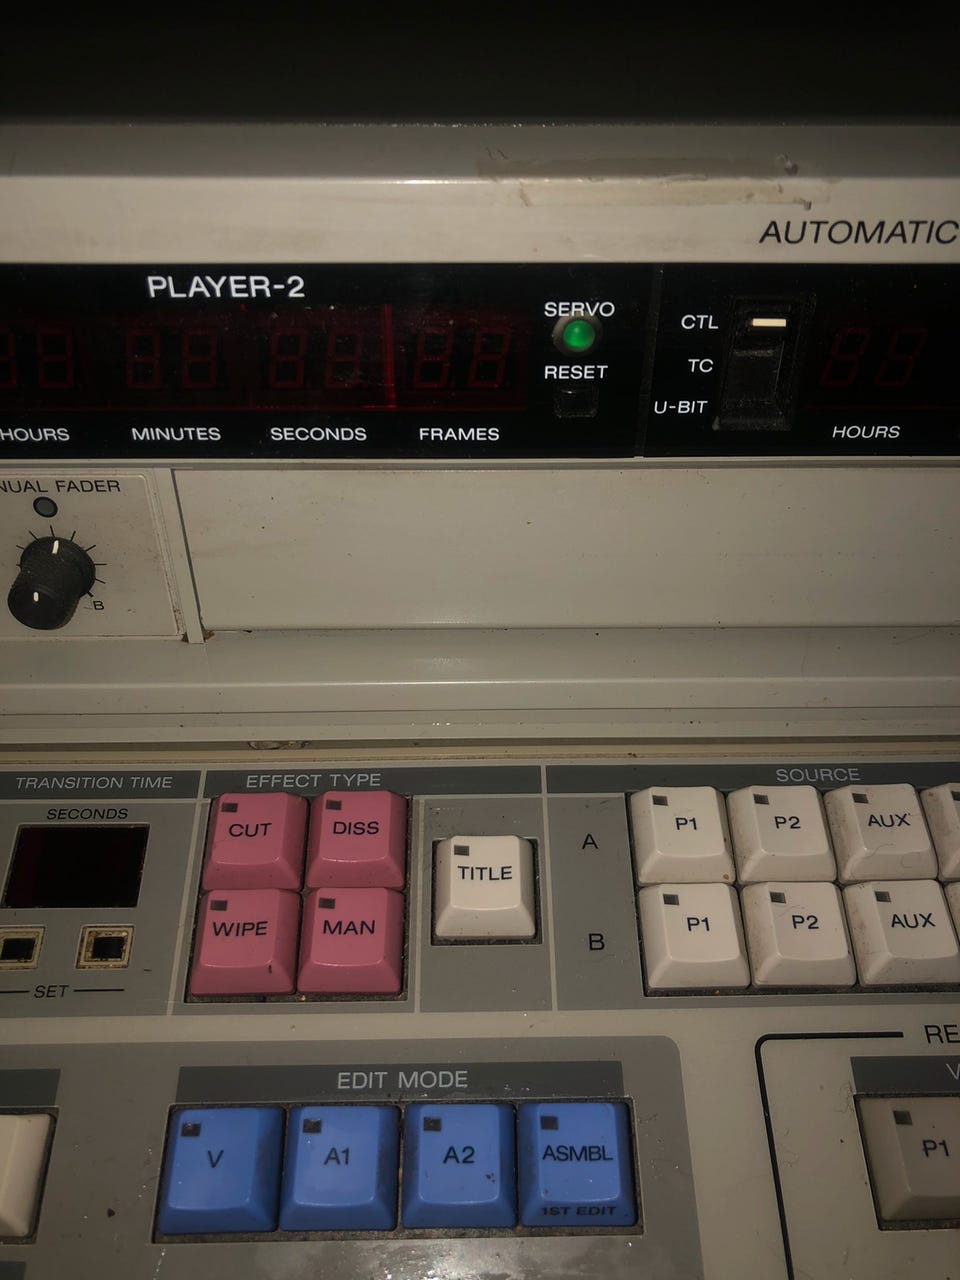 AUTOMATIC
PLAYER-2
SERVO
RESET
CTL
TC
U-BIT
HOURS
MINUTES
SECONDS
FRAMES
HOURS
NUAL FADER
B
TRANSITION TIME
SECONDS
SET
EFFECT TYPE
CUT
DISS
WIPE
MAN
TITLE
SOURCE
A
P1
P2
AUX
B
P1
P2
AUX
EDIT MODE
V
A1
A2
ASMBL
1ST EDIT
RE
V
P1